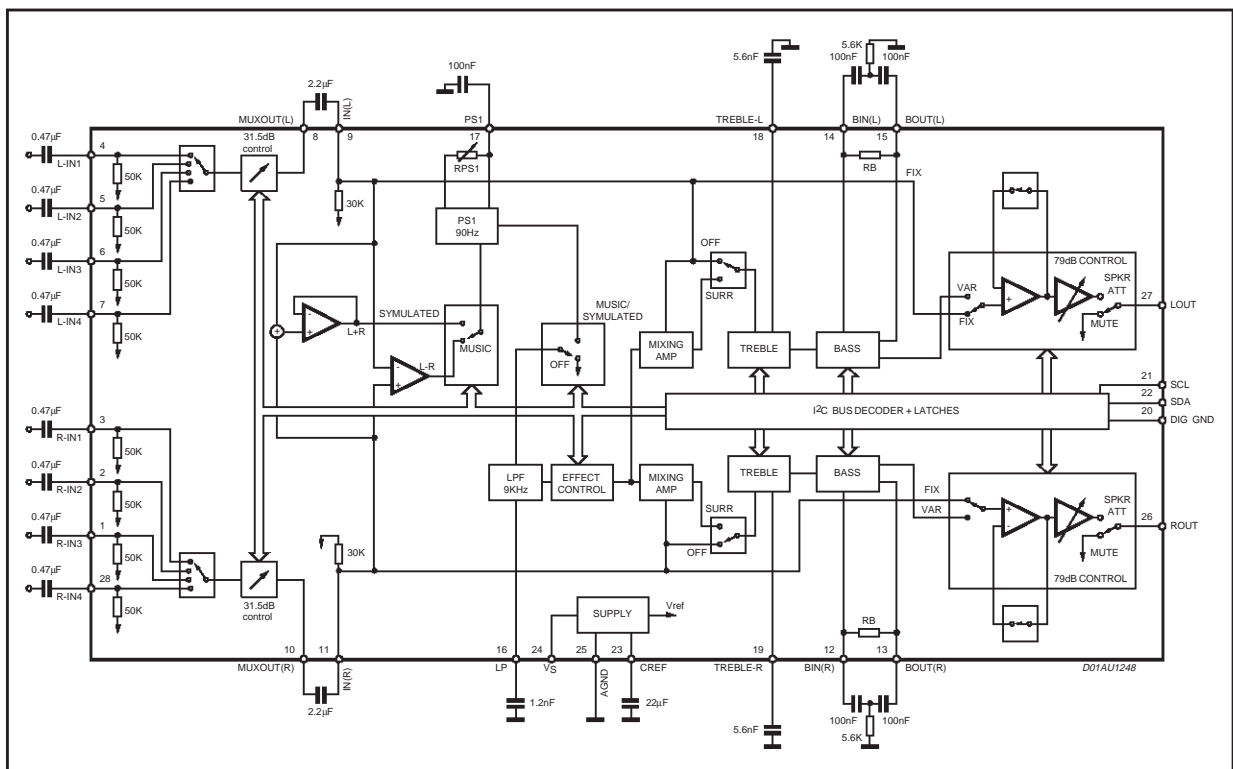 5.6K
5.6nF
100nF
100nF
100nF
2.2µF
IN(L)
MUXOUT(L)
PS1
TREBLE-L
BIN(L)
BOUT(L)
8
9
17
18
14
15
0.47µF
4
L-IN1
50K
31.5dB
control
RPS1
RB
FIX
30K
0.47µF
5
L-IN2
50K
PS1
90Hz
0.47µF
6
L-IN3
50K
OFF
SURR
79dB CONTROL
VAR
FIX
+
-
SPKR
ATT
MUTE
27
LOUT
0.47µF
7
L-IN4
50K
+
-
+
L+R
SYMULATED
MUSIC
MUSIC/
SYMULATED
OFF
MIXING
AMP
TREBLE
BASS
-
+
L-R
21
SCL
22
SDA
20
DIG GND
I2C BUS DECODER + LATCHES
0.47µF
3
R-IN1
50K
0.47µF
2
R-IN2
50K
LPF
9KHz
EFFECT
CONTROL
MIXING
AMP
TREBLE
BASS
FIX
VAR
+
-
SPKR
ATT
MUTE
26
ROUT
79dB CONTROL
0.47µF
1
R-IN3
50K
SURR
OFF
30K
0.47µF
28
R-IN4
50K
31.5dB
control
SUPPLY
Vref
RB
10
11
16
24
25
23
19
12
13
MUXOUT(R)
IN(R)
LP
VS
AGND
CREF
TREBLE-R
BIN(R)
BOUT(R)
D01AU1248
2.2µF
1.2nF
22µF
5.6nF
100nF
100nF
5.6K